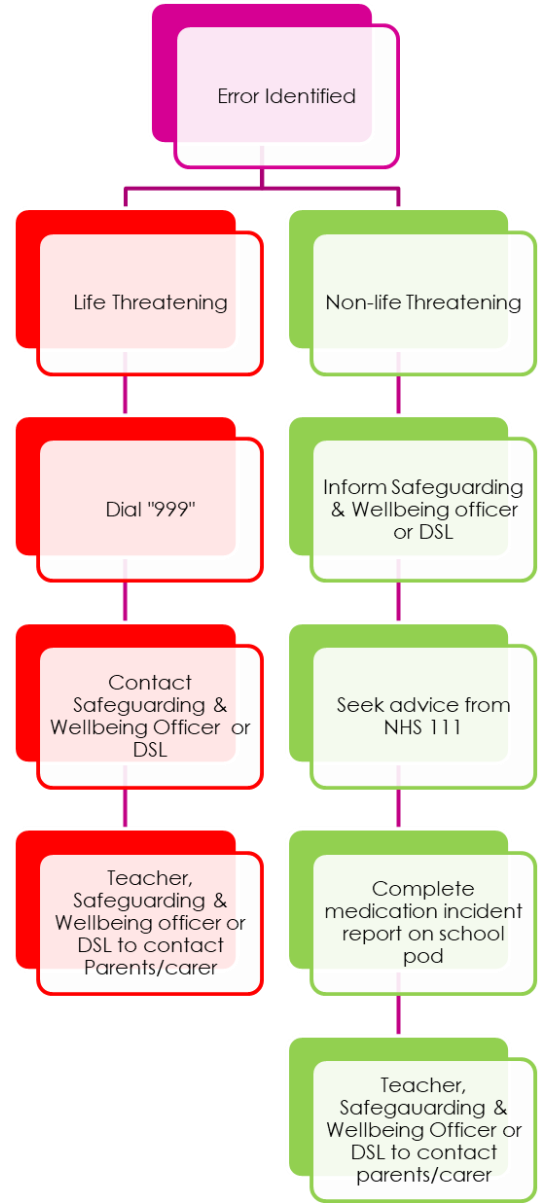 Error Identified
Life Threatening
Dial "999"
Contact
Safeguarding &
Wellbeing Officer or
DSL
Teacher,
Safeguarding &
Wellbeing officer or
DSL to contact
Parents/carer
Non-life Threatening
Inform Safeguarding
& Wellbeing officer
or DSL
Seek advice from
NHS 111
Complete
medication incident
report on school
pod
Teacher,
Safegauarding &
Wellbeing Officer or
DSL to contact
parents/carer